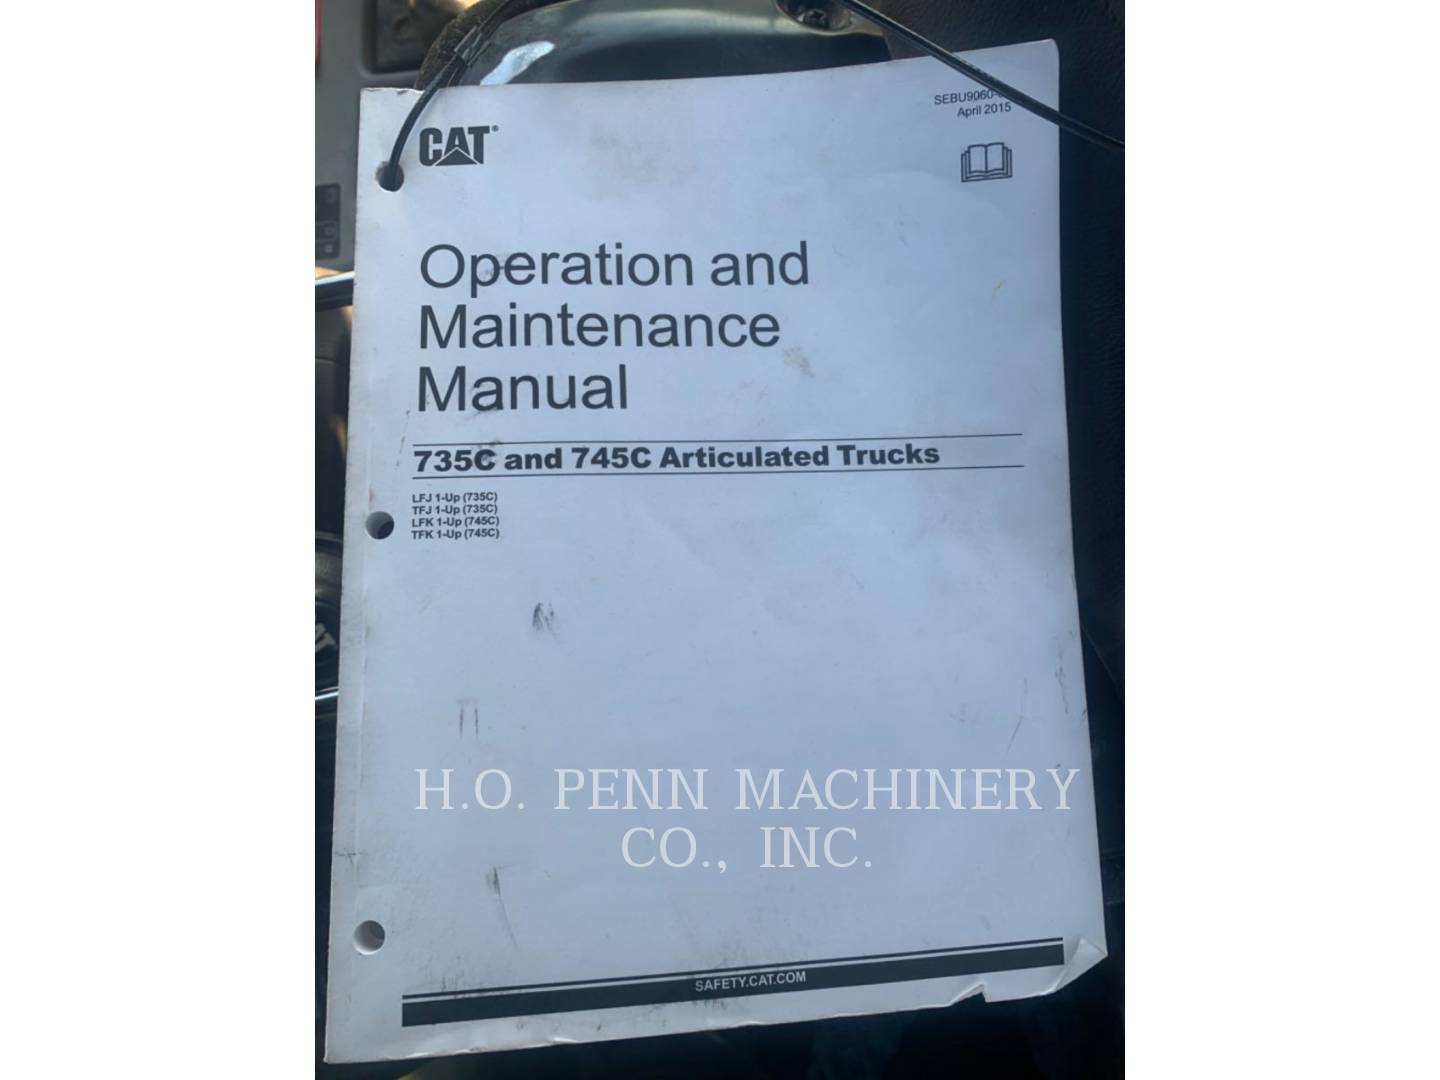 CAT®
SEBU9060-
April 2015
Operation and
Maintenance
Manual
735C and 745C Articulated Trucks
LFJ 1-Up (735C)
TFJ 1-Up (735C)
LFK 1-Up (745C)
TFK 1-Up (745C)
H.O. PENN MACHINERY
CO., INC.
SAFETY.CAT.COM